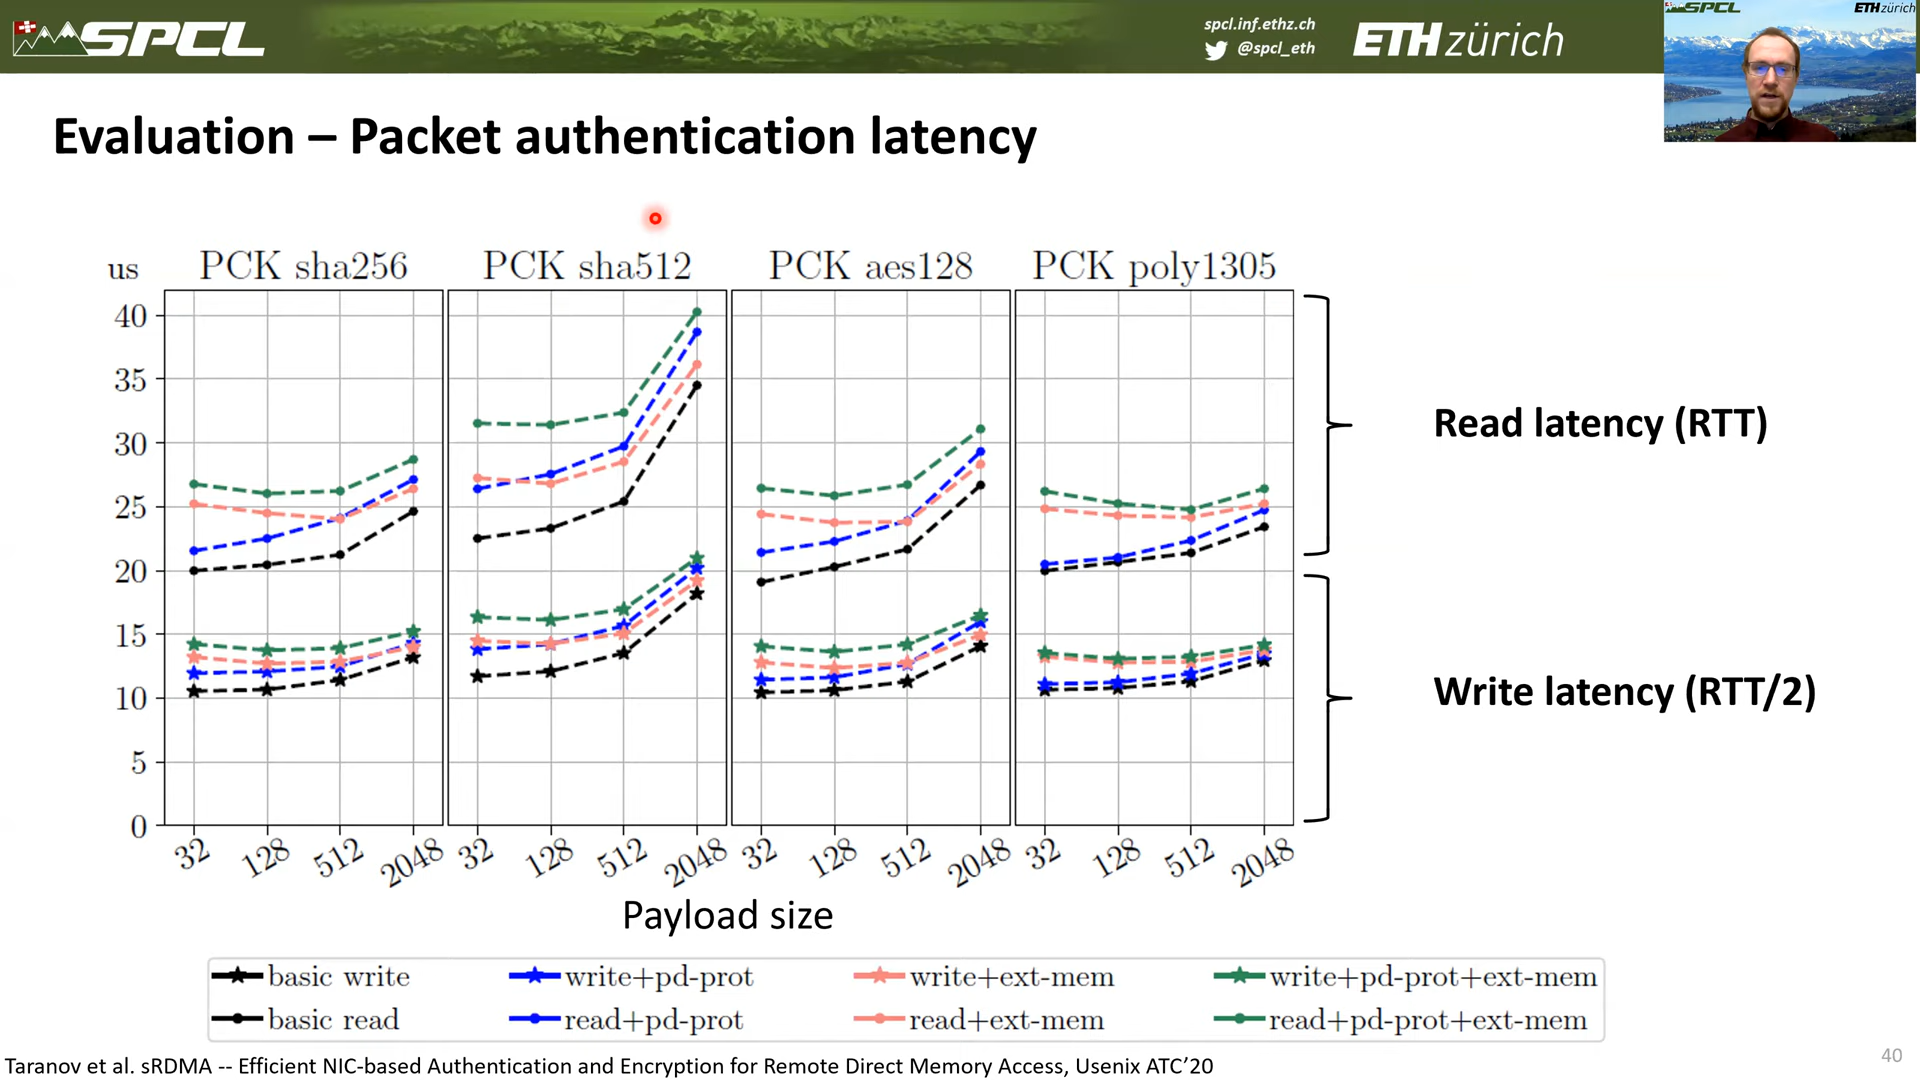 SPCL
spcl.inf.ethz.ch
@spcl_eth
ETH zürich
SPCL
ETH zürich
Evaluation – Packet authentication latency
us
PCK sha256
PCK sha512
PCK aes128
PCK poly1305
40
35
30
25
20
15
10
5
0
32 128 512 2048
32 128 512 2048
32 128 512 2048
32 128 512 2048
Read latency (RTT)
Write latency (RTT/2)
Payload size
basic write
write+pd-prot
write+ext-mem
write+pd-prot+ext-mem
basic read
read+pd-prot
read+ext-mem
read+pd-prot+ext-mem
Taranov et al. sRDMA -- Efficient NIC-based Authentication and Encryption for Remote Direct Memory Access, Usenix ATC’20
40